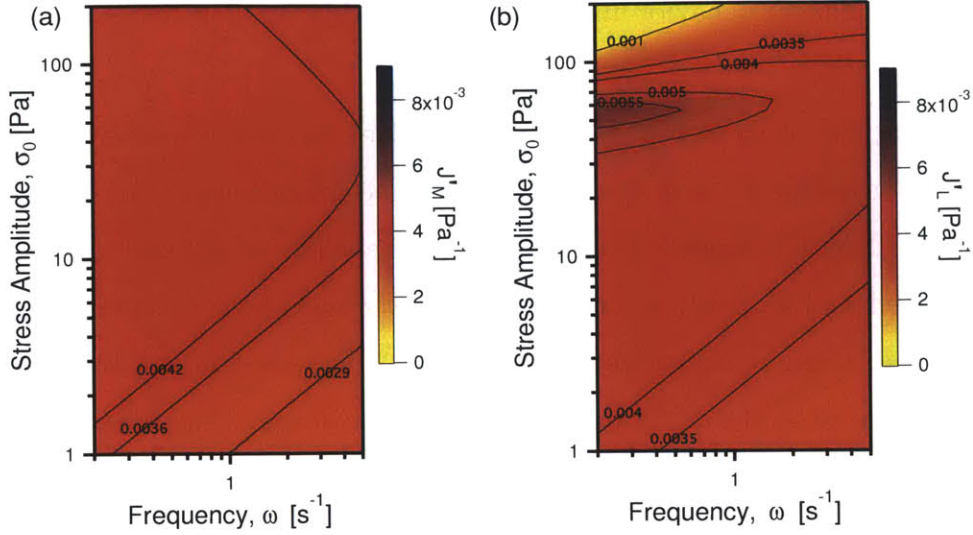 (a)
100
10
1
Stress Amplitude, σ0 [Pa]
0.0042
0.0036
0.0029
1
Frequency, ω [s-1]
8x10-3
6
4
2
0
J'M [Pa-1]
(b)
100
10
1
Stress Amplitude, σ0 [Pa]
0.001
0.0035
0.004
0.005
0.0055
0.004
0.0035
1
Frequency, ω [s-1]
8x10-3
6
4
2
0
J'L [Pa-1]